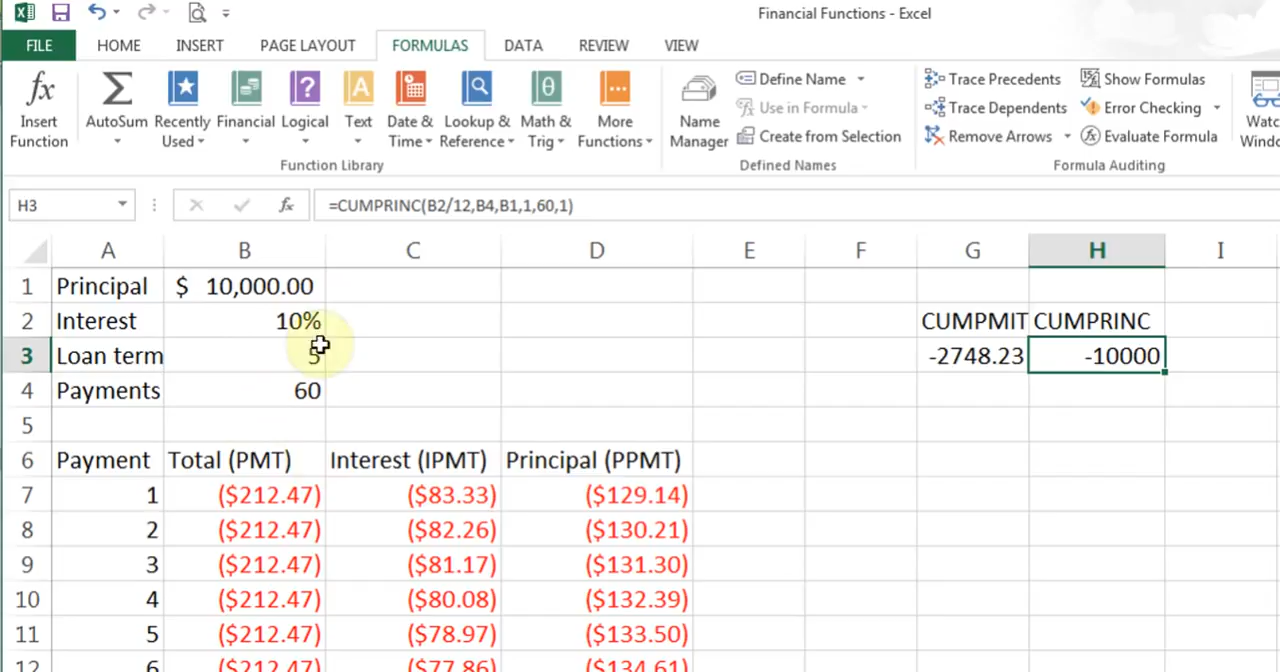 Financial Functions - Excel
FILE HOME INSERT PAGE LAYOUT FORMULAS DATA REVIEW VIEW
fx Insert Function
Σ AutoSum
Recently Used
Financial
? Logical
A Text
Date & Time
Lookup & Reference
θ Math & Trig
More Functions
Function Library
Name Manager
Define Name
Use in Formula
Create from Selection
Defined Names
Trace Precedents
Trace Dependents
Remove Arrows
Show Formulas
Error Checking
Evaluate Formula
Formula Auditing
H3 fx =CUMPRINC(B2/12,B4,B1,1,60,1)
A B C D E F G H I
1 Principal $ 10,000.00
2 Interest 10% CUMPMIT CUMPRINC
3 Loan term 5 -2748.23 -10000
4 Payments 60
5
6 Payment Total (PMT) Interest (IPMT) Principal (PPMT)
7 1 ($212.47) ($83.33) ($129.14)
8 2 ($212.47) ($82.26) ($130.21)
9 3 ($212.47) ($81.17) ($131.30)
10 4 ($212.47) ($80.08) ($132.39)
11 5 ($212.47) ($78.97) ($133.50)
12 6 ($212.47) ($77.86) ($134.61)